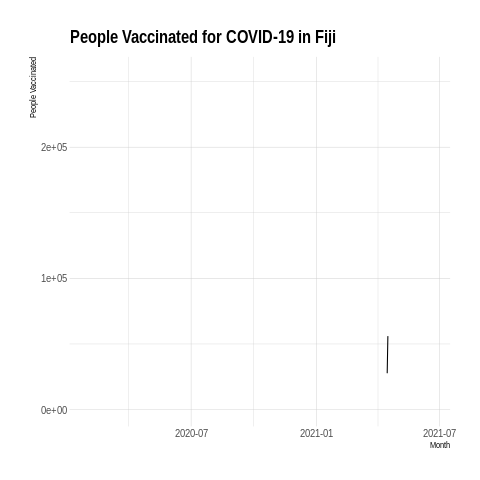 People Vaccinated for COVID-19 in Fiji
People Vaccinated
2e+05
1e+05
0e+00
2020-07
2021-01
2021-07
Month